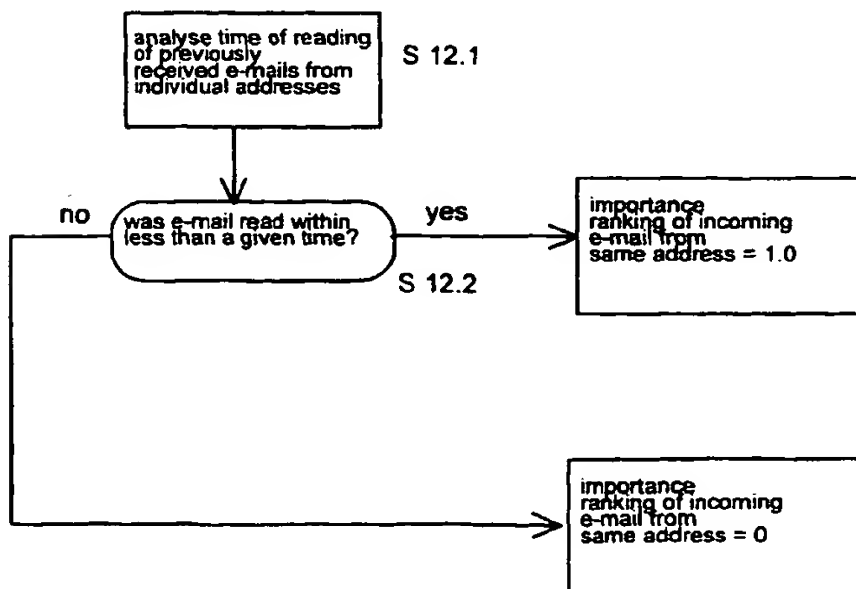 analyse time of reading
of previously
received e-mails from
individual addresses
S 12.1
no
was e-mail read within
less than a given time?
yes
S 12.2
importance
ranking of incoming
e-mail from
same address = 1.0
importance
ranking of incoming
e-mail from
same address = 0